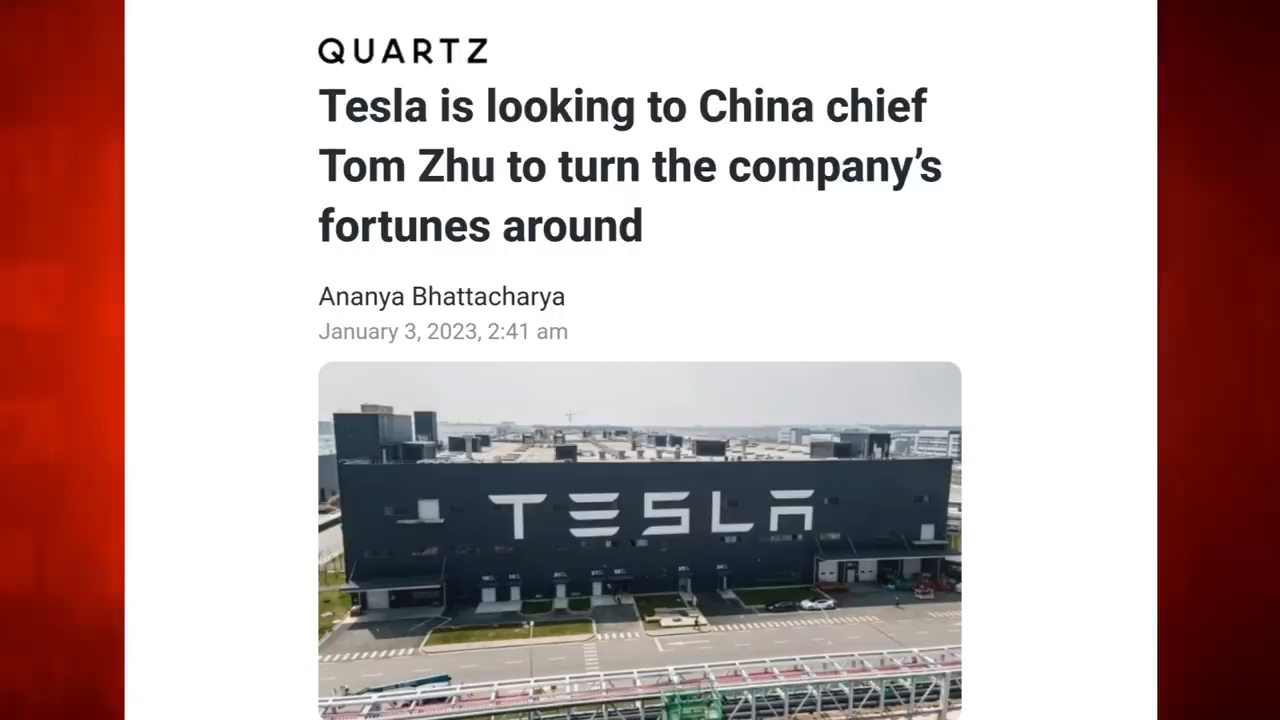 QUARTZ
Tesla is looking to China chief
Tom Zhu to turn the company’s
fortunes around
Ananya Bhattacharya
January 3, 2023, 2:41 am
TESLA